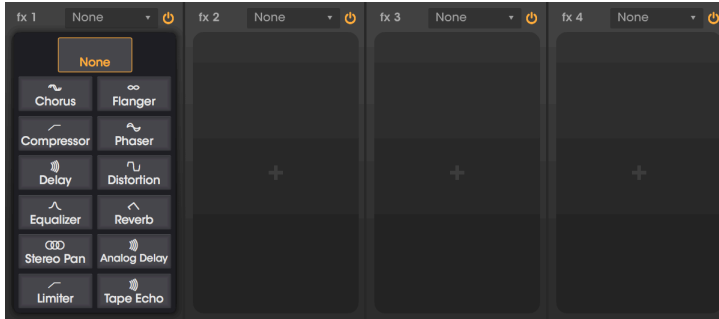 fx 1 None fx 2 None fx 3 None fx 4 None
None
Chorus Flanger
Compressor Phaser
Delay Distortion
Equalizer Reverb
Stereo Pan Analog Delay
Limiter Tape Echo